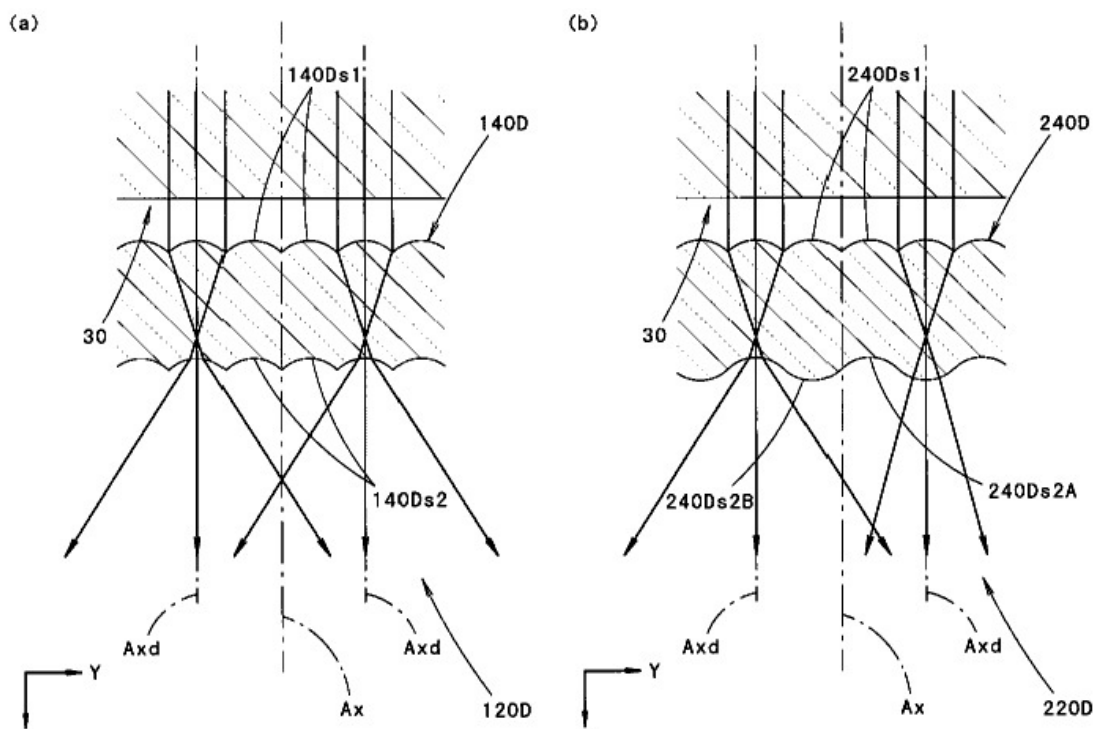 (a)
140Ds1
140D
30
140Ds2
Axd
Axd
Y
Ax
120D
(b)
240Ds1
240D
30
240Ds2B
240Ds2A
Axd
Axd
Y
Ax
220D